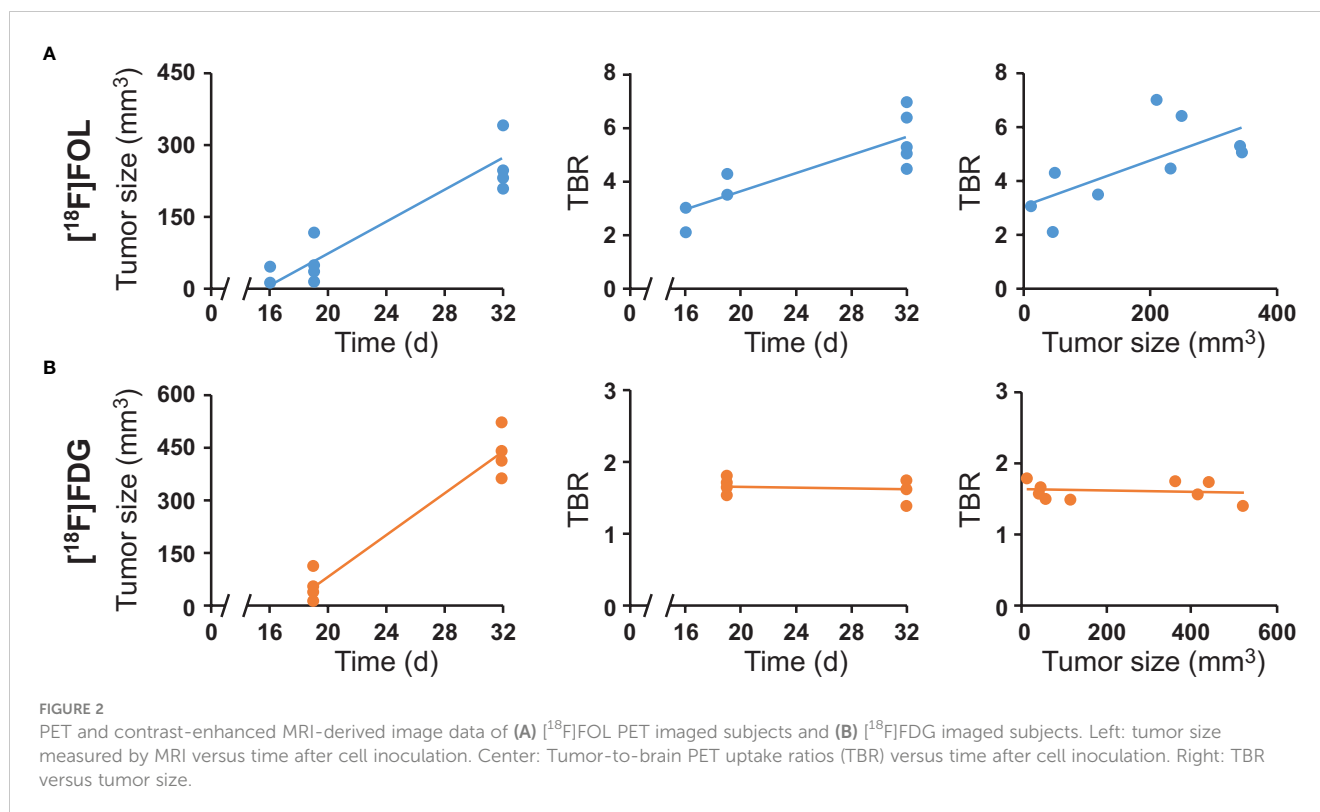 A
[¹⁸F]FOL
Tumor size (mm³)
450
300
150
0
0 16 20 24 28 32
Time (d)
TBR
8
6
4
2
0
0 16 20 24 28 32
Time (d)
TBR
8
6
4
2
0
0 200 400
Tumor size (mm³)
B
[¹⁸F]FDG
Tumor size (mm³)
600
450
300
150
0
0 16 20 24 28 32
Time (d)
TBR
3
2
1
0
0 16 20 24 28 32
Time (d)
TBR
3
2
1
0
0 200 400 600
Tumor size (mm³)
FIGURE 2
PET and contrast-enhanced MRI-derived image data of (A) [¹⁸F]FOL PET imaged subjects and (B) [¹⁸F]FDG imaged subjects. Left: tumor size
measured by MRI versus time after cell inoculation. Center: Tumor-to-brain PET uptake ratios (TBR) versus time after cell inoculation. Right: TBR
versus tumor size.